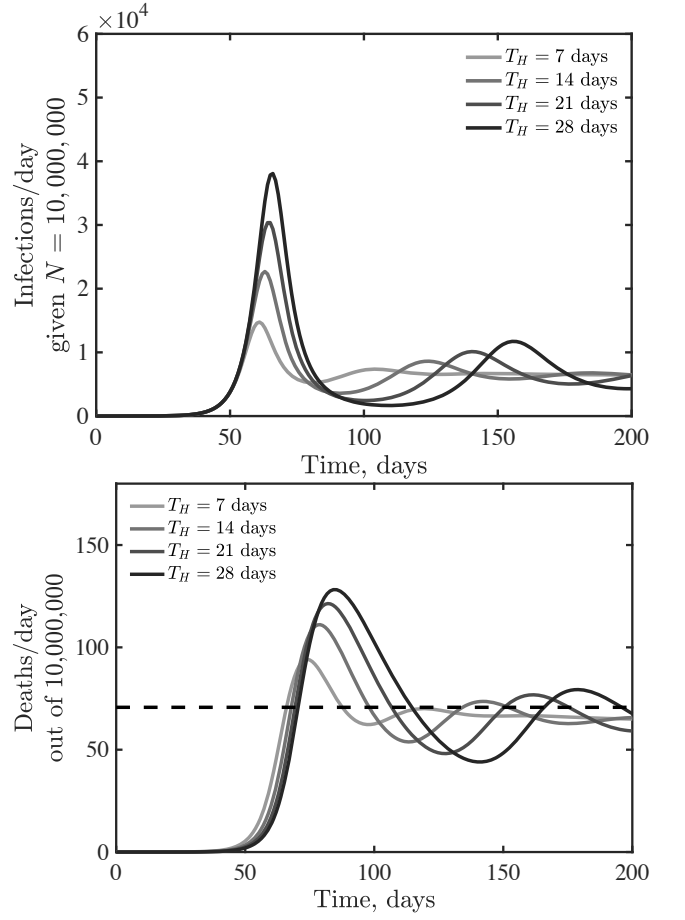 ×10⁴
6
5
4
3
2
1
0
Infections/day
given N = 10,000,000
T_H = 7 days
T_H = 14 days
T_H = 21 days
T_H = 28 days
0 50 100 150 200
Time, days
150
100
50
0
Deaths/day
out of 10,000,000
T_H = 7 days
T_H = 14 days
T_H = 21 days
T_H = 28 days
0 50 100 150 200
Time, days